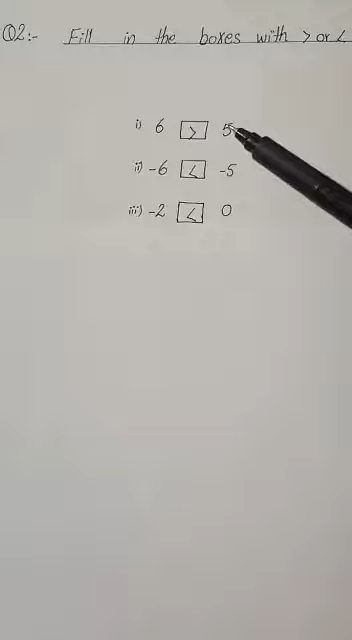 Q2:- Fill in the boxes with > or <
i) 6 > 5
ii) -6 < -5
iii) -2 < 0